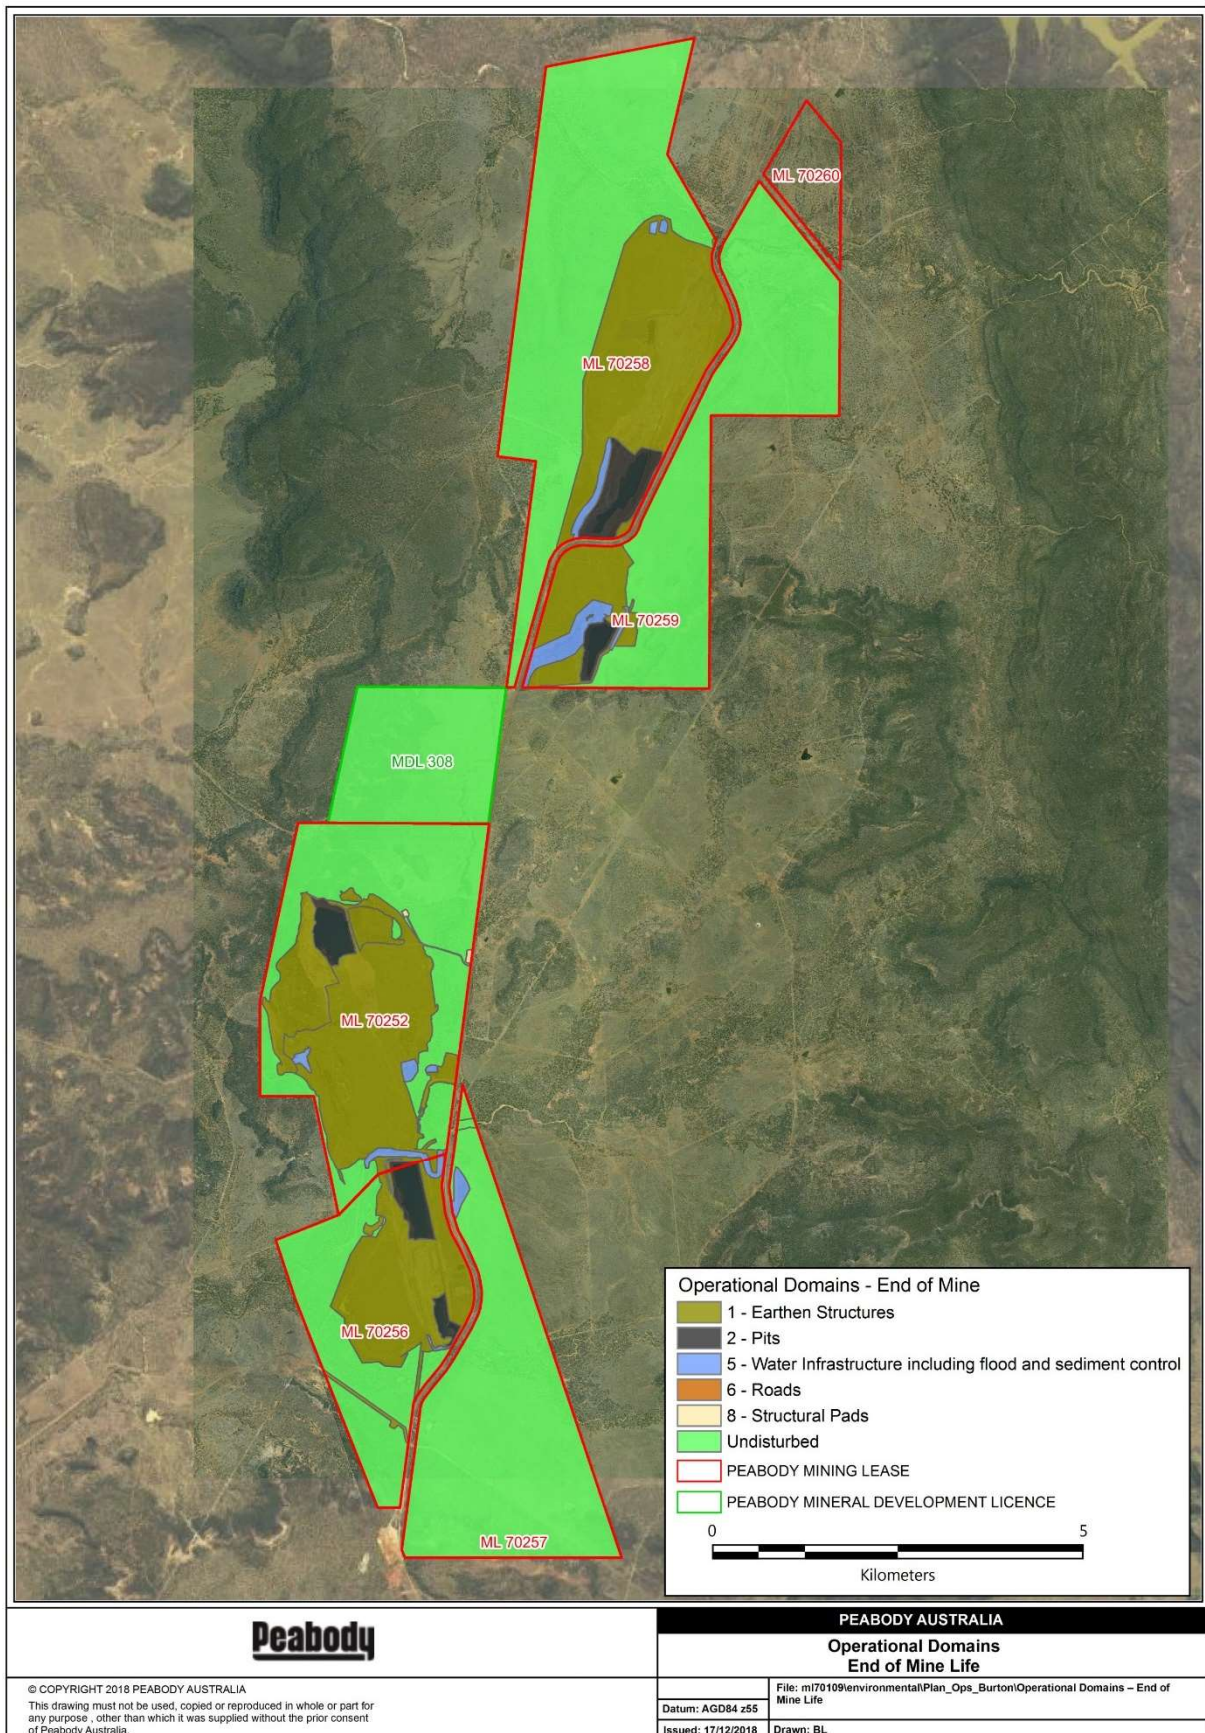 ML 70260
ML 70258
ML 70259
MDL 308
ML 70252
ML 70256
ML 70257
Operational Domains - End of Mine
1 - Earthen Structures
2 - Pits
5 - Water Infrastructure including flood and sediment control
6 - Roads
8 - Structural Pads
Undisturbed
PEABODY MINING LEASE
PEABODY MINERAL DEVELOPMENT LICENCE
0 5
Kilometers
Peabody
© COPYRIGHT 2018 PEABODY AUSTRALIA
This drawing must not be used, copied or reproduced in whole or part for
any purpose , other than which it was supplied without the prior consent
of Peabody Australia.
PEABODY AUSTRALIA
Operational Domains
End of Mine Life
Datum: AGD84 z55
File: ml70109\environmental\Plan_Ops_Burton\Operational Domains – End of
Mine Life
Issued: 17/12/2018
Drawn: BL